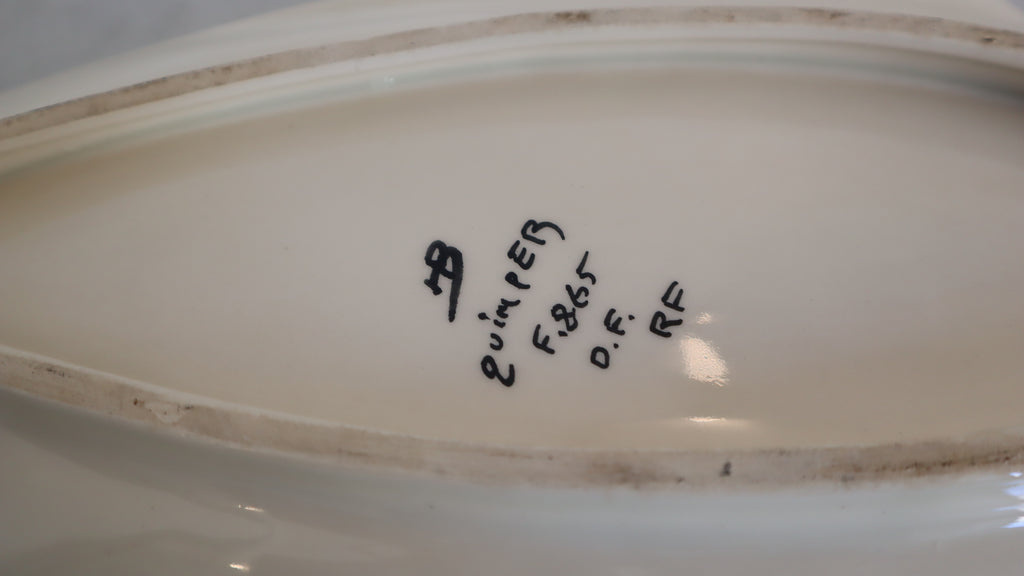 HB
QUIMPER
F.865
D.F.
RF